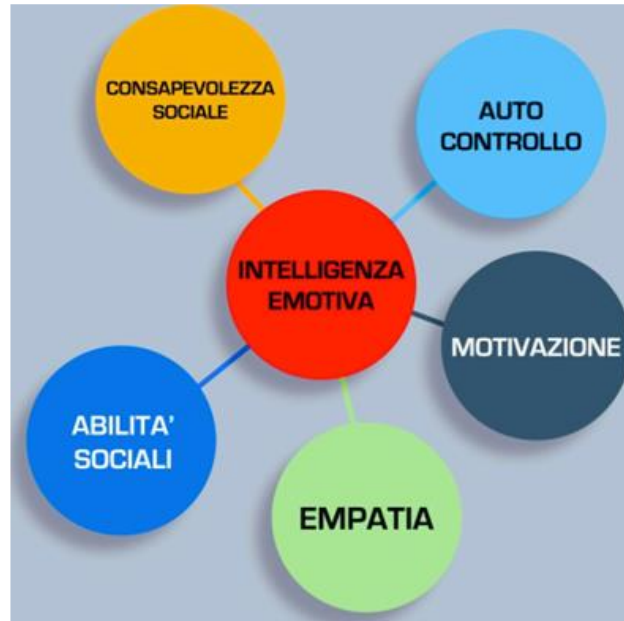 CONSAPEVOLEZZA
SOCIALE
AUTO
CONTROLLO
INTELLIGENZA
EMOTIVA
MOTIVAZIONE
ABILITA'
SOCIALI
EMPATIA